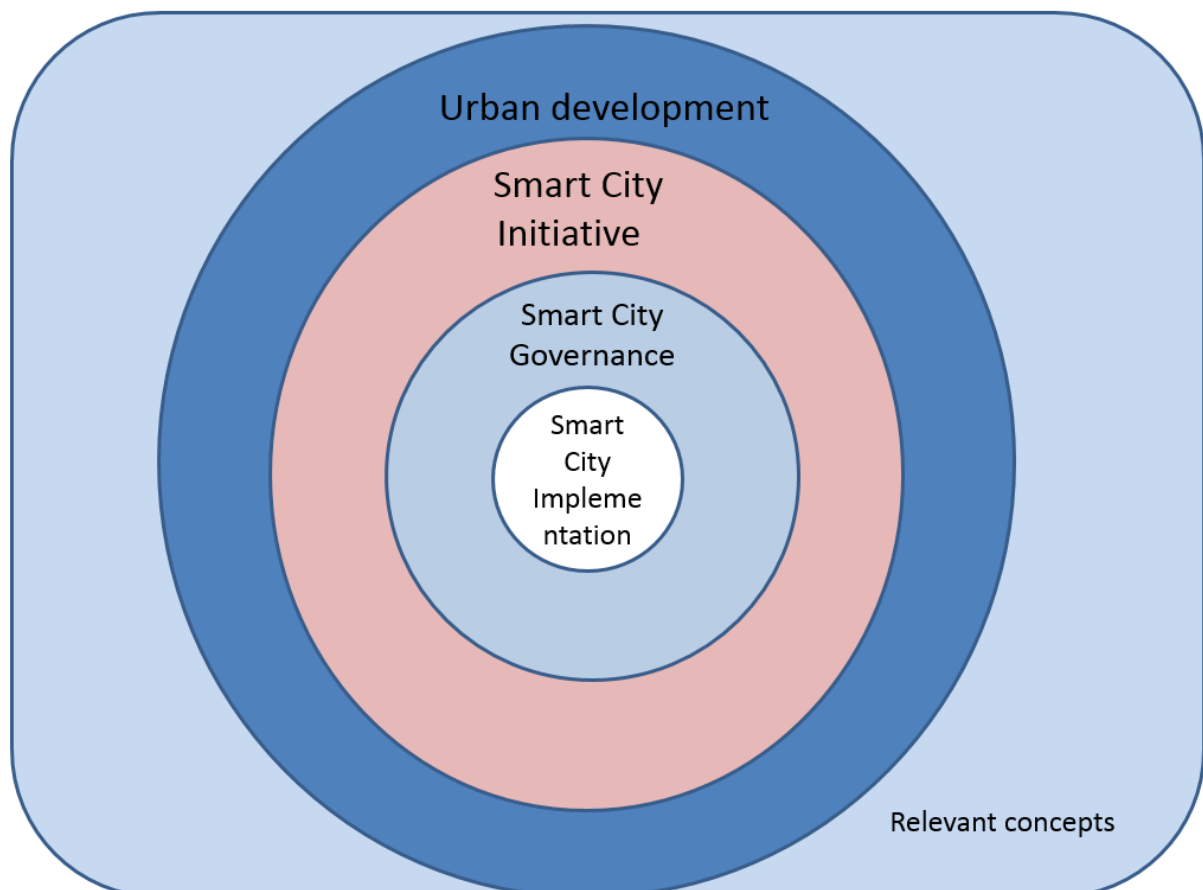 Urban development
Smart City
Initiative
Smart City
Governance
Smart
City
Impleme
ntation
Relevant concepts